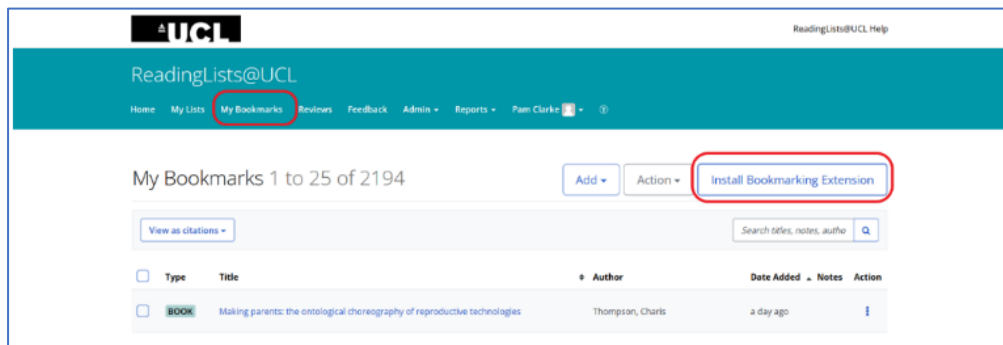 UCL
ReadingLists@UCL Help
ReadingLists@UCL
Home My Lists My Bookmarks Reviews Feedback Admin Reports Pam Clarke
My Bookmarks 1 to 25 of 2194
Add Action Install Bookmarking Extension
View as citations Search titles, notes, autho
Type Title Author Date Added Notes Action
BOOK Making parents: the ontological choreography of reproductive technologies Thompson, Charis a day ago